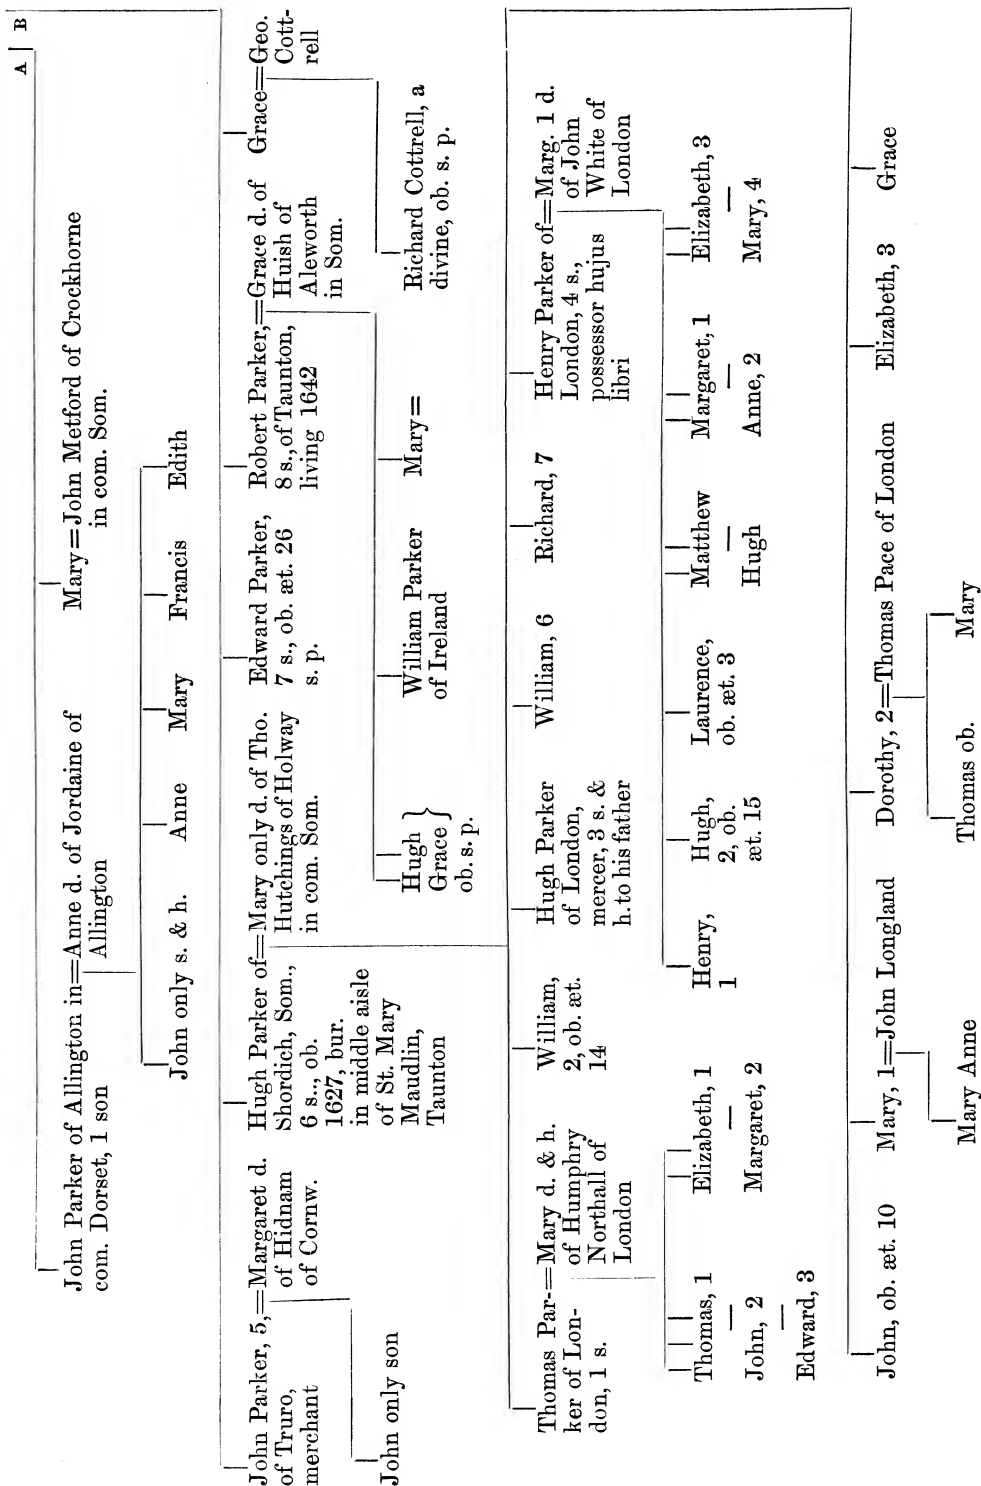 A | B
John Parker of Allington in=Anne d. of Jordaine of
com. Dorset, 1 son
Allington
Mary=John Metford of Crockhorne
in com. Som.
John only s. & h.
Anne
Mary
Francis
Edith
John Parker, 5,=Margaret d.
of Truro,
merchant
of Hidnam
of Cornw.
Hugh Parker of=Mary only d. of Tho.
Shordich, Som.,
6 s.., ob.
1627, bur.
in middle aisle
of St. Mary
Maudlin,
Taunton
Hutchings of Holway
in com. Som.
Edward Parker,
7 s., ob. æt. 26
s. p.
Robert Parker,=Grace d. of
8 s., of Taunton,
living 1642
Huish of
Aleworth
in Som.
Grace=Geo.
Cott-
rell
John only son
Hugh
Grace }
ob. s. p.
William Parker
of Ireland
Mary=
Richard Cottrell, a
divine, ob. s. p.
Thomas Par-=Mary d. & h.
ker of Lon-
don, 1 s.
of Humphry
Northall of
London
William,
2, ob. æt.
14
Hugh Parker
of London,
mercer, 3 s. &
h. to his father
William, 6
Richard, 7
Henry Parker of=Marg. 1 d.
London, 4 s.,
possessor hujus
libri
of John
White of
London
Thomas, 1
John, 2
Edward, 3
Elizabeth, 1
Margaret, 2
Henry,
1
Hugh,
2, ob.
æt. 15
Laurence,
ob. æt. 3
Matthew
Hugh
Margaret, 1
Anne, 2
Elizabeth, 3
Mary, 4
John, ob. æt. 10
Mary, 1=John Longland
Dorothy, 2=Thomas Pace of London
Elizabeth, 3
Grace
Mary Anne
Thomas ob.
Mary